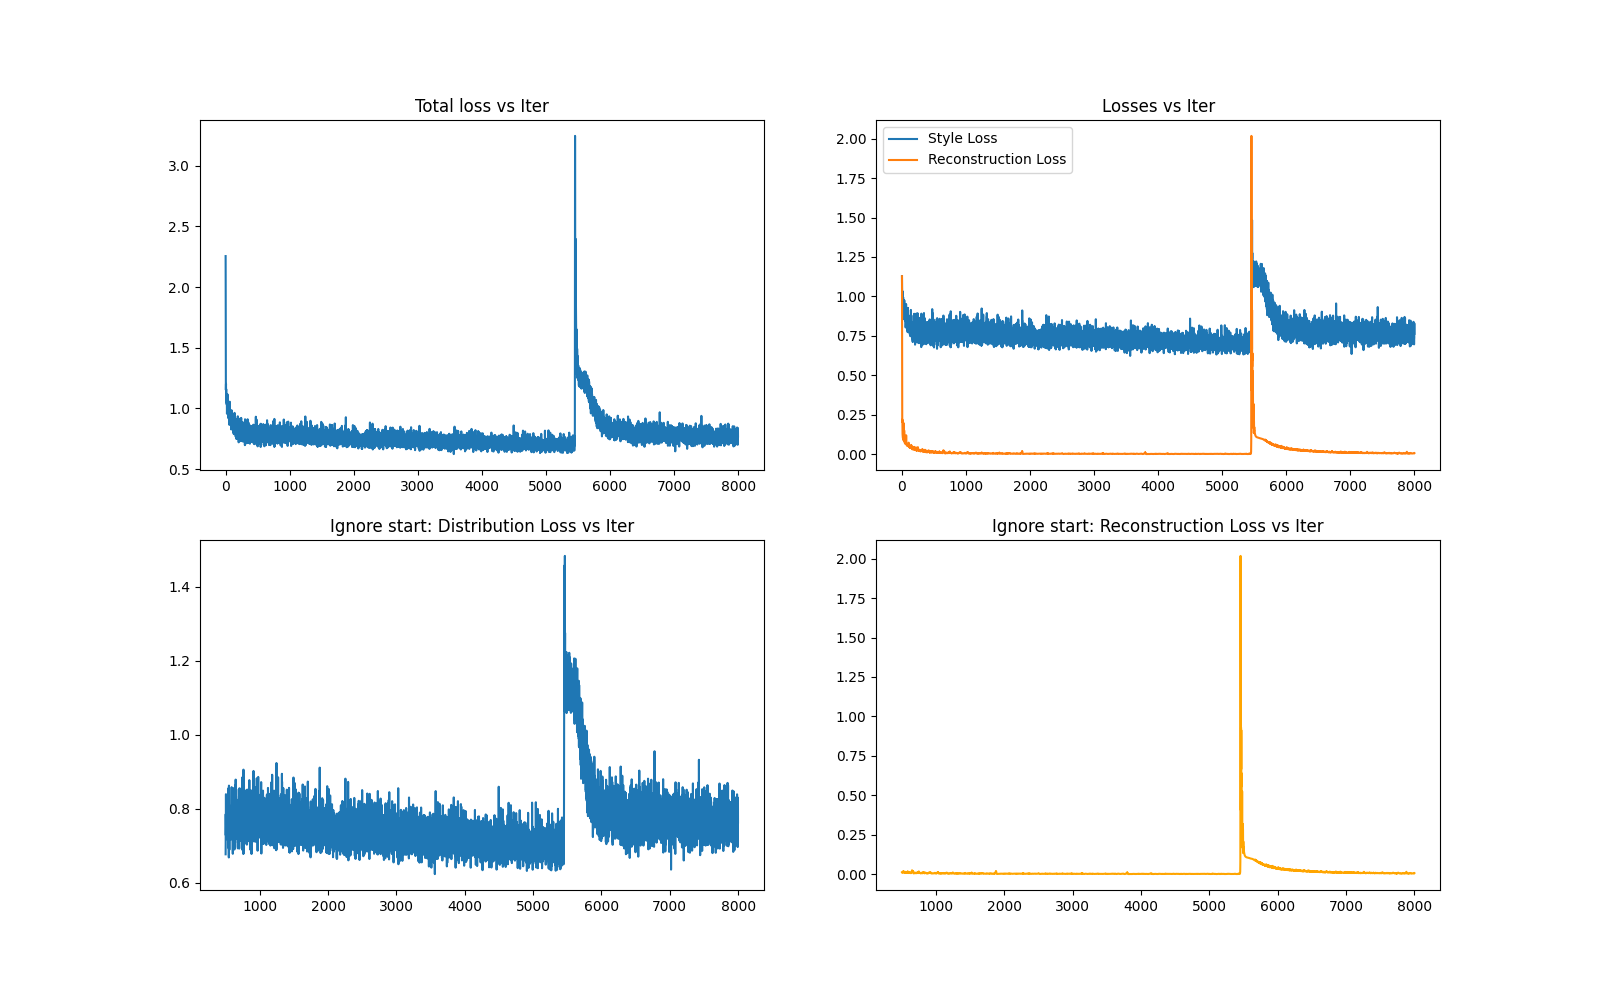 Total loss vs Iter
3.0
2.5
2.0
1.5
1.0
0.5
0 1000 2000 3000 4000 5000 6000 7000 8000
Losses vs Iter
Style Loss
Reconstruction Loss
2.00
1.75
1.50
1.25
1.00
0.75
0.50
0.25
0.00
0 1000 2000 3000 4000 5000 6000 7000 8000
Ignore start: Distribution Loss vs Iter
1.4
1.2
1.0
0.8
0.6
1000 2000 3000 4000 5000 6000 7000 8000
Ignore start: Reconstruction Loss vs Iter
2.00
1.75
1.50
1.25
1.00
0.75
0.50
0.25
0.00
1000 2000 3000 4000 5000 6000 7000 8000